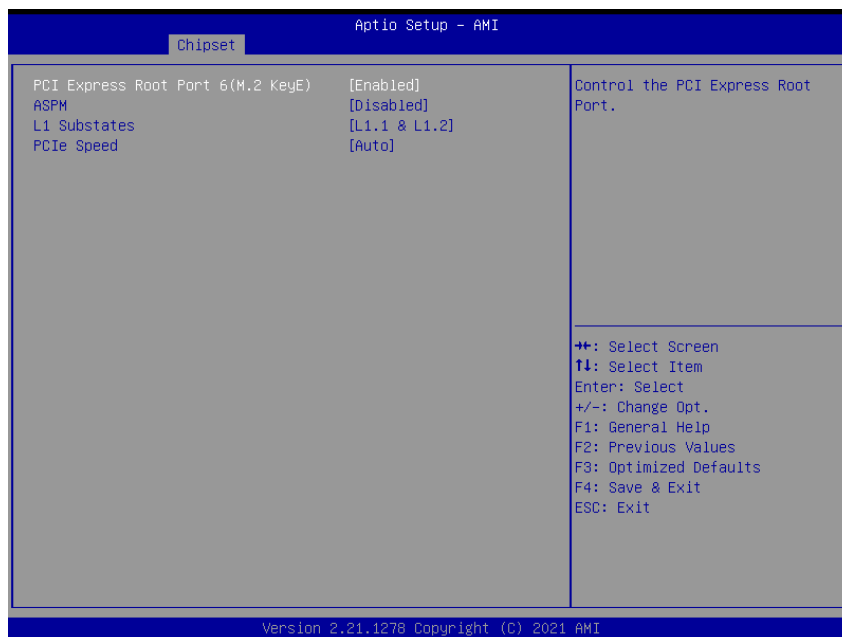 Aptio Setup – AMI
Chipset
PCI Express Root Port 6(M.2 KeyE) [Enabled]
ASPM [Disabled]
L1 Substates [L1.1 & L1.2]
PCIe Speed [Auto]
Control the PCI Express Root
Port.
→←: Select Screen
↑↓: Select Item
Enter: Select
+/-: Change Opt.
F1: General Help
F2: Previous Values
F3: Optimized Defaults
F4: Save & Exit
ESC: Exit
Version 2.21.1278 Copyright (C) 2021 AMI